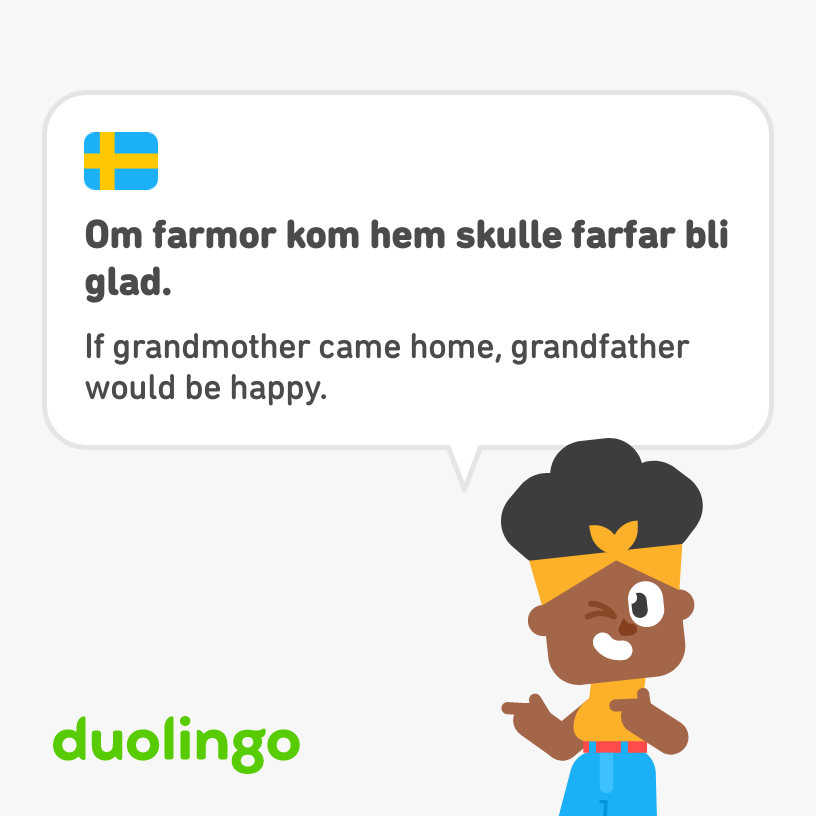 Om farmor kom hem skulle farfar bli
glad.
If grandmother came home, grandfather
would be happy.
duolingo